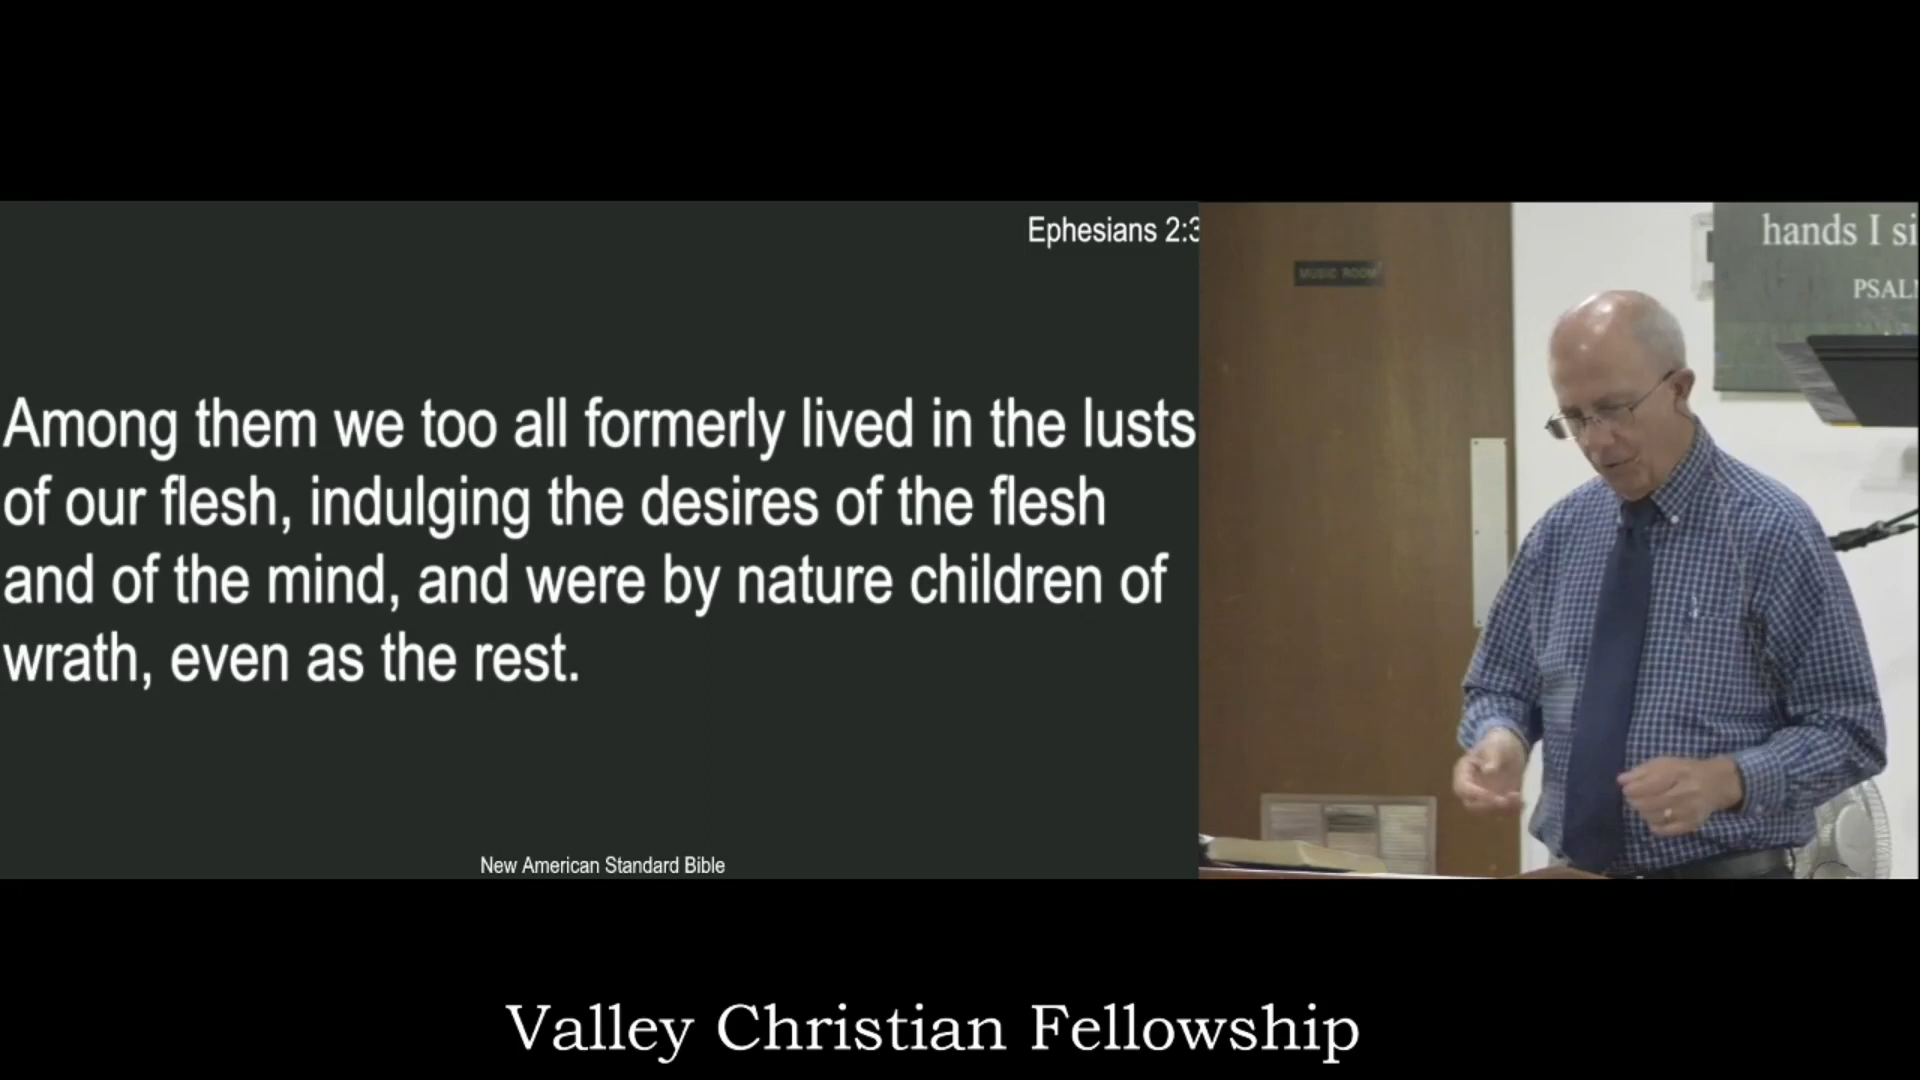 Ephesians 2:3
Among them we too all formerly lived in the lusts
of our flesh, indulging the desires of the flesh
and of the mind, and were by nature children of
wrath, even as the rest.
New American Standard Bible
MUSIC ROOM
hands I si
PSAL
Valley Christian Fellowship